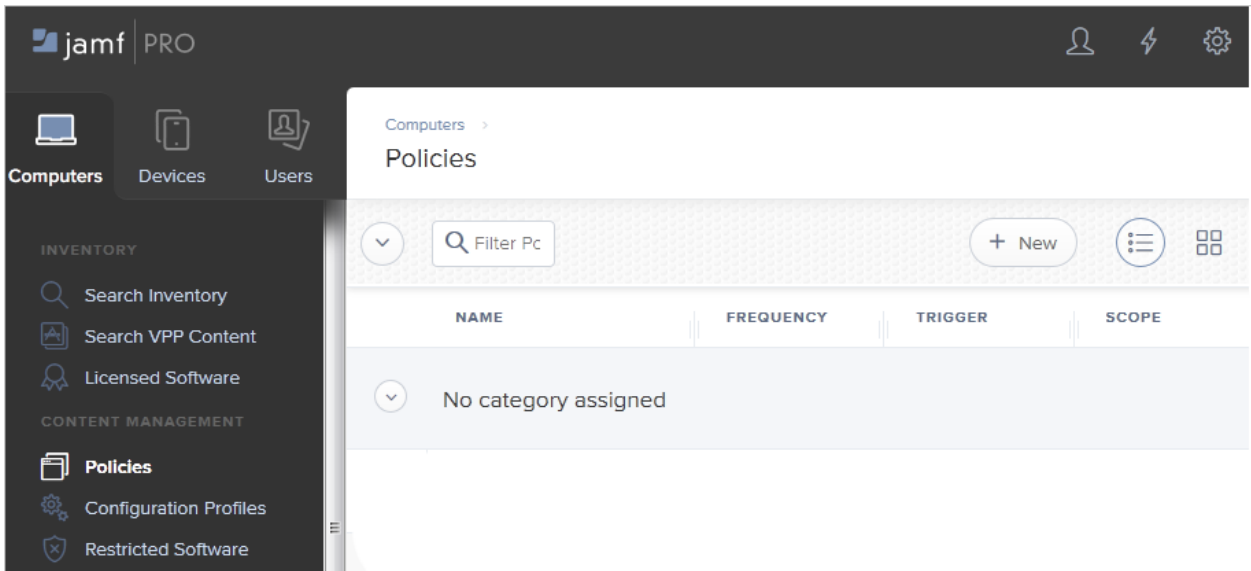 jamf PRO
Computers
Devices
Users
INVENTORY
Search Inventory
Search VPP Content
Licensed Software
CONTENT MANAGEMENT
Policies
Configuration Profiles
Restricted Software
Computers
Policies
Filter Pc
+ New
NAME FREQUENCY TRIGGER SCOPE
No category assigned